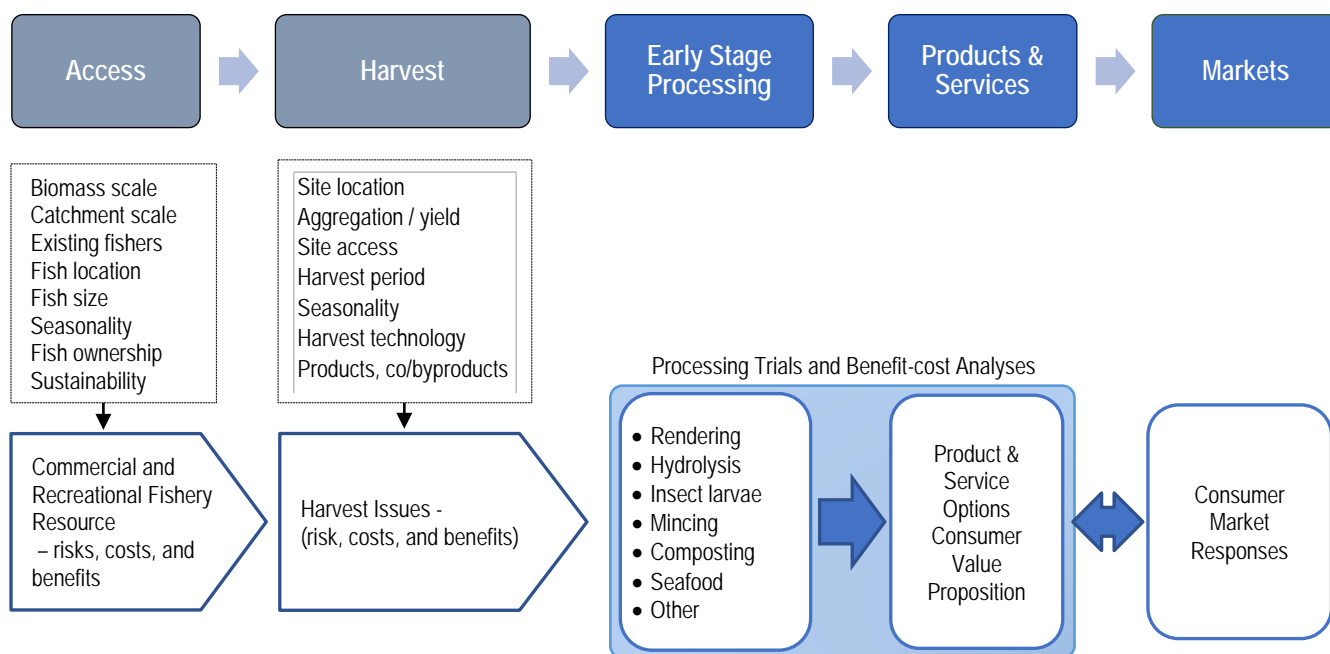 Access
Harvest
Early Stage
Processing
Products &
Services
Markets
Biomass scale
Catchment scale
Existing fishers
Fish location
Fish size
Seasonality
Fish ownership
Sustainability
Site location
Aggregation / yield
Site access
Harvest period
Seasonality
Harvest technology
Products, co/byproducts
Processing Trials and Benefit-cost Analyses
Commercial and
Recreational Fishery
Resource
– risks, costs, and
benefits
Harvest Issues -
(risk, costs, and benefits)
• Rendering
• Hydrolysis
• Insect larvae
• Mincing
• Composting
• Seafood
• Other
Product &
Service
Options
Consumer
Value
Proposition
Consumer
Market
Responses